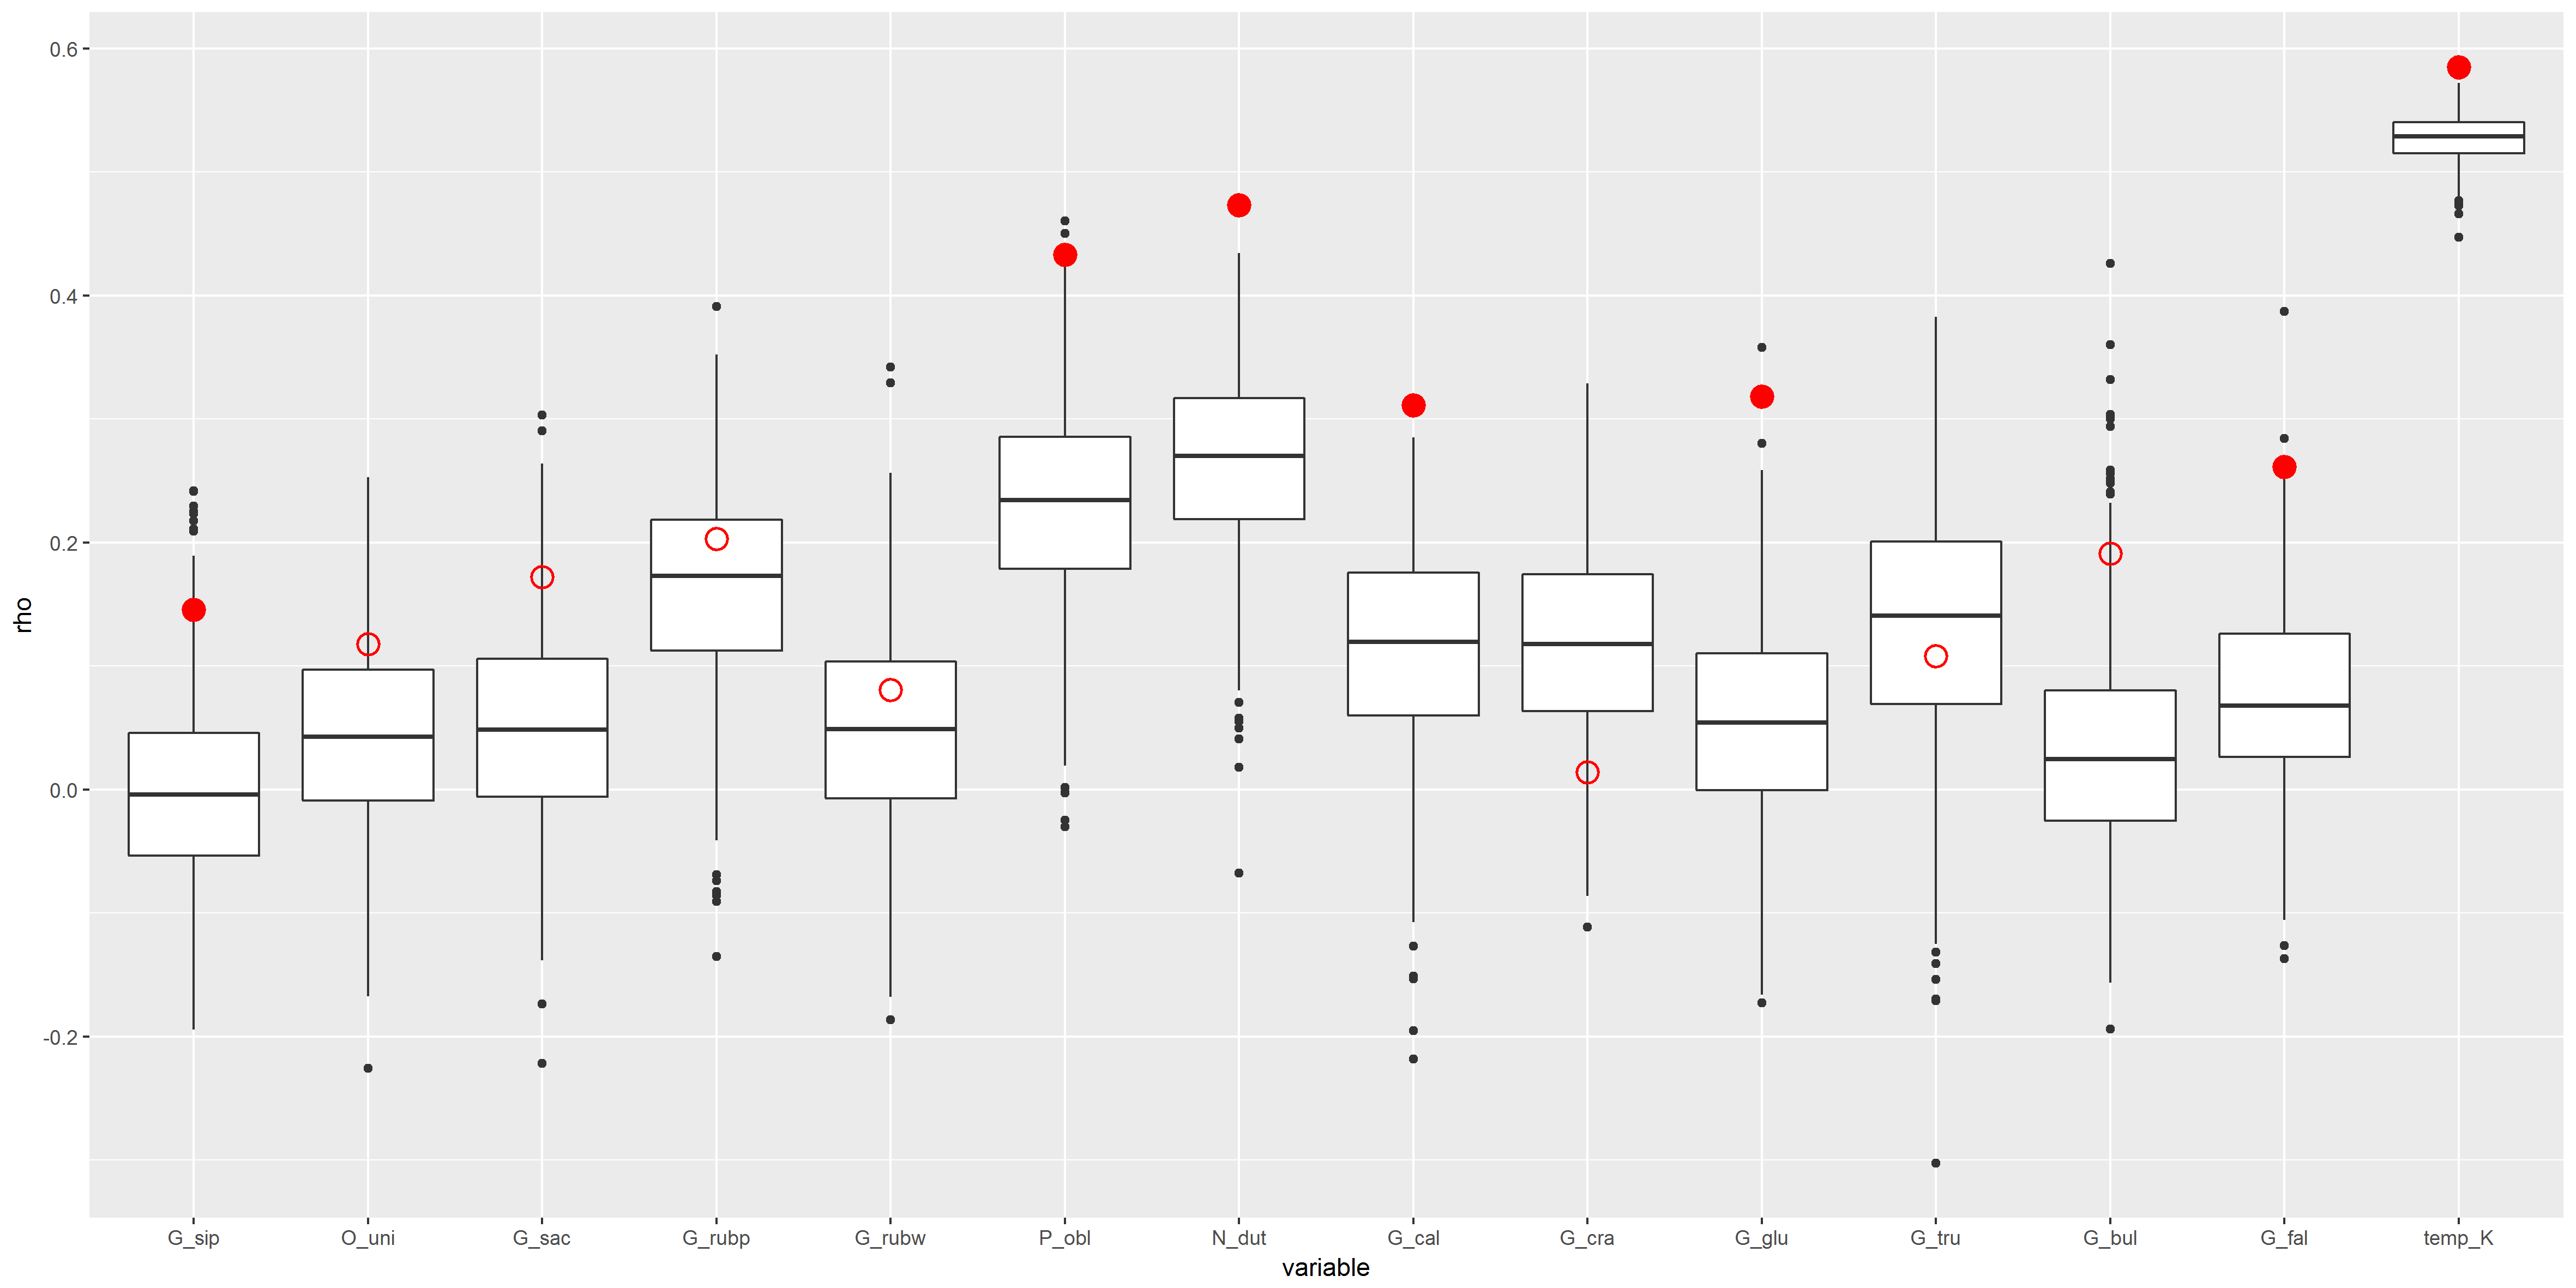 0.6
0.4
0.2
0.0
-0.2
rho
G_sip O_uni G_sac G_rubp G_rubw P_obl N_dut G_cal G_cra G_glu G_tru G_bul G_fal temp_K
variable